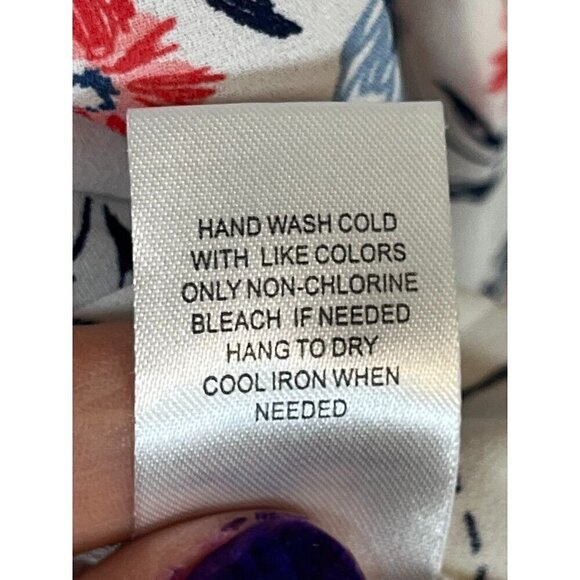 HAND WASH COLD
WITH LIKE COLORS
ONLY NON-CHLORINE
BLEACH IF NEEDED
HANG TO DRY
COOL IRON WHEN
NEEDED